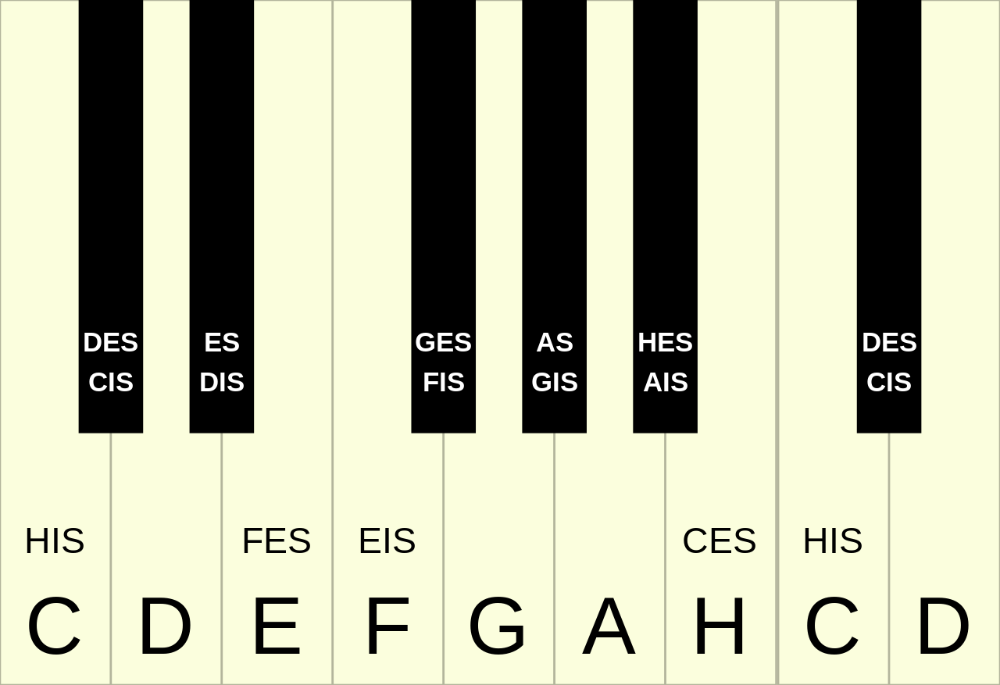 DES ES GES AS HES DES
CIS DIS FIS GIS AIS CIS
HIS FES EIS CES HIS
C D E F G A H C D